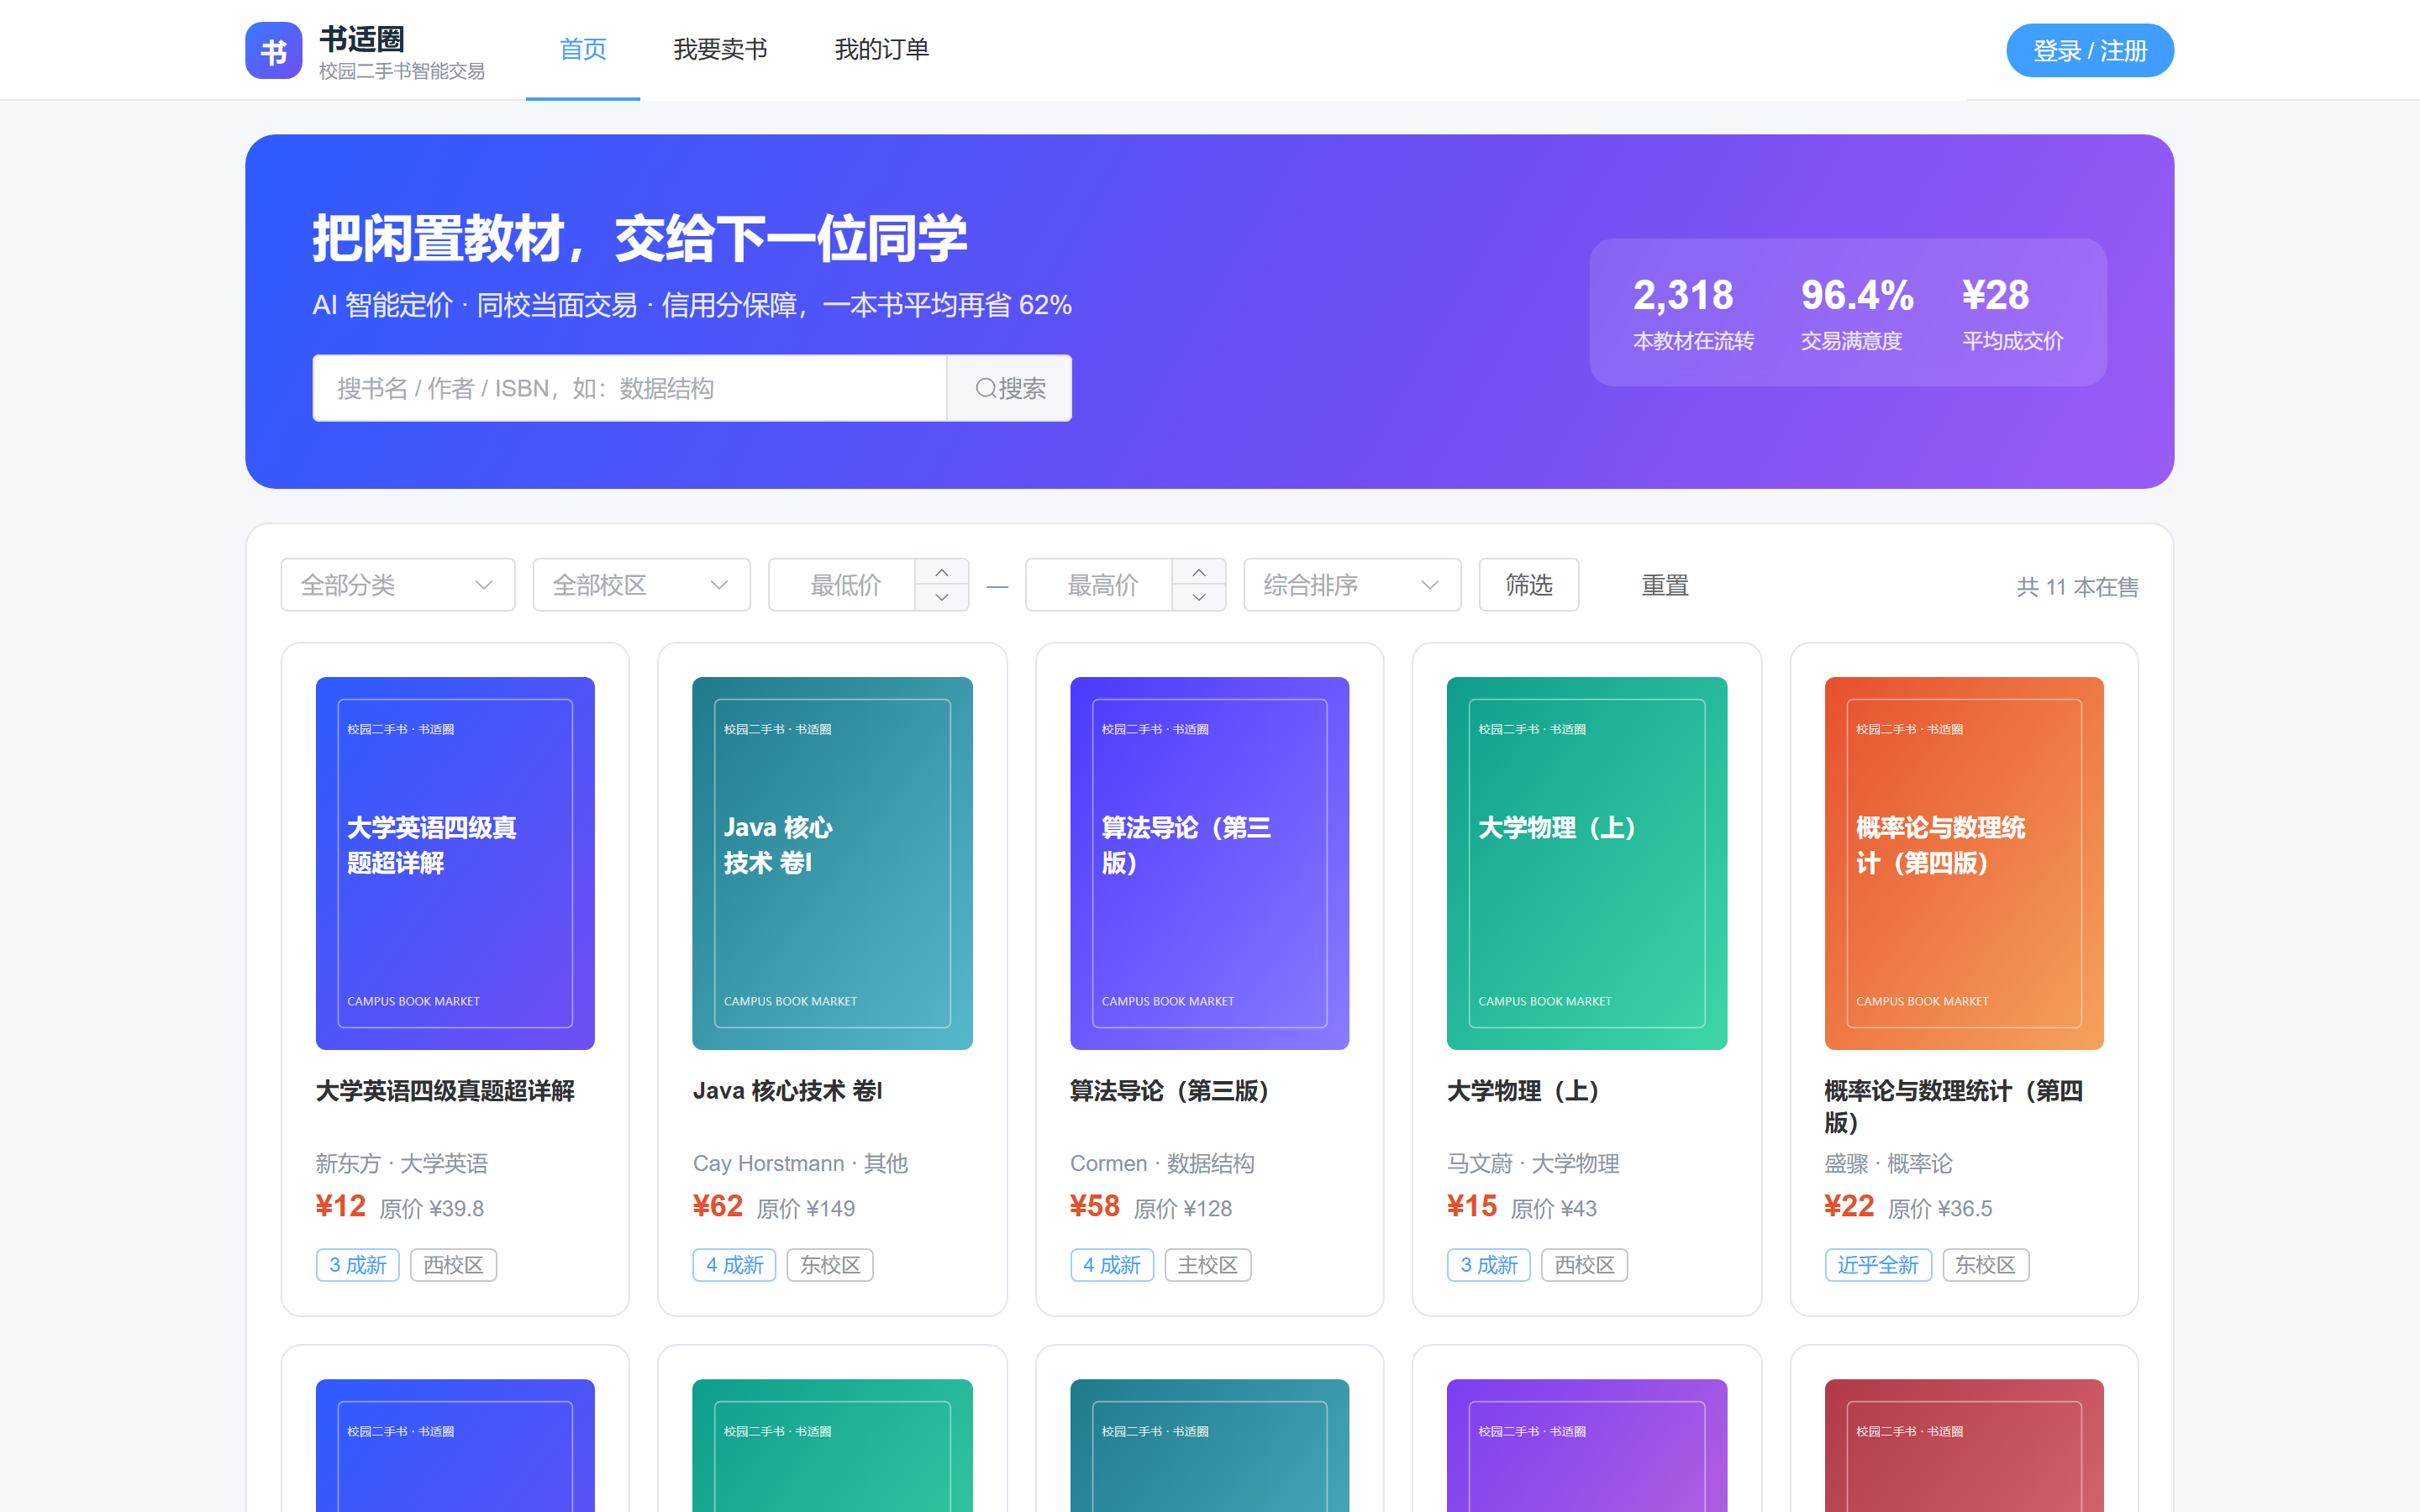 书
书适圈
校园二手书智能交易
首页
我要卖书
我的订单
登录 / 注册
把闲置教材，交给下一位同学
AI 智能定价 · 同校当面交易 · 信用分保障，一本书平均再省 62%
搜书名 / 作者 / ISBN，如：数据结构
搜索
2,318
本教材在流转
96.4%
交易满意度
¥28
平均成交价
全部分类
全部校区
最低价
—
最高价
综合排序
筛选
重置
共 11 本在售
校园二手书 · 书适圈
大学英语四级真
题超详解
CAMPUS BOOK MARKET
大学英语四级真题超详解
新东方 · 大学英语
¥12 原价 ¥39.8
3 成新
西校区
校园二手书 · 书适圈
Java 核心
技术 卷I
CAMPUS BOOK MARKET
Java 核心技术 卷I
Cay Horstmann · 其他
¥62 原价 ¥149
4 成新
东校区
校园二手书 · 书适圈
算法导论（第三
版）
CAMPUS BOOK MARKET
算法导论（第三版）
Cormen · 数据结构
¥58 原价 ¥128
4 成新
主校区
校园二手书 · 书适圈
大学物理（上）
CAMPUS BOOK MARKET
大学物理（上）
马文蔚 · 大学物理
¥15 原价 ¥43
3 成新
西校区
校园二手书 · 书适圈
概率论与数理统
计（第四版）
CAMPUS BOOK MARKET
概率论与数理统计（第四
版）
盛骤 · 概率论
¥22 原价 ¥36.5
近乎全新
东校区
校园二手书 · 书适圈
校园二手书 · 书适圈
校园二手书 · 书适圈
校园二手书 · 书适圈
校园二手书 · 书适圈